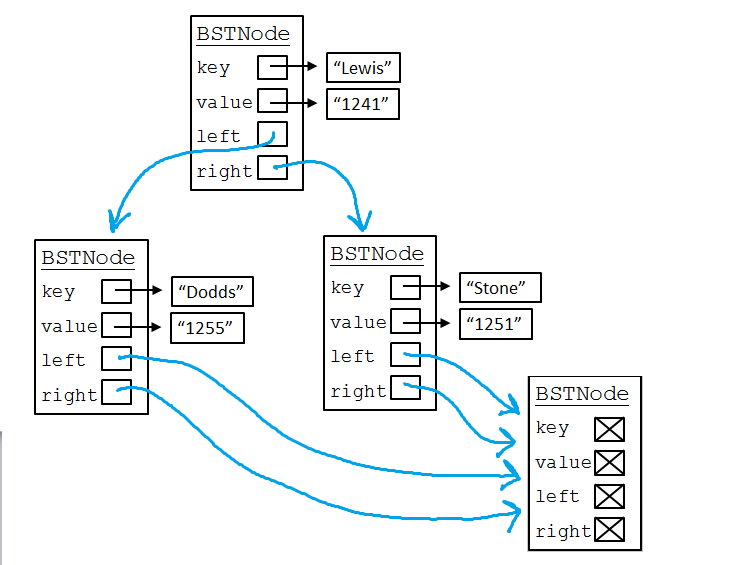 BSTNode
key “Lewis”
value “1241”
left
right
BSTNode
key “Dodds”
value “1255”
left
right
BSTNode
key “Stone”
value “1251”
left
right
BSTNode
key
value
left
right